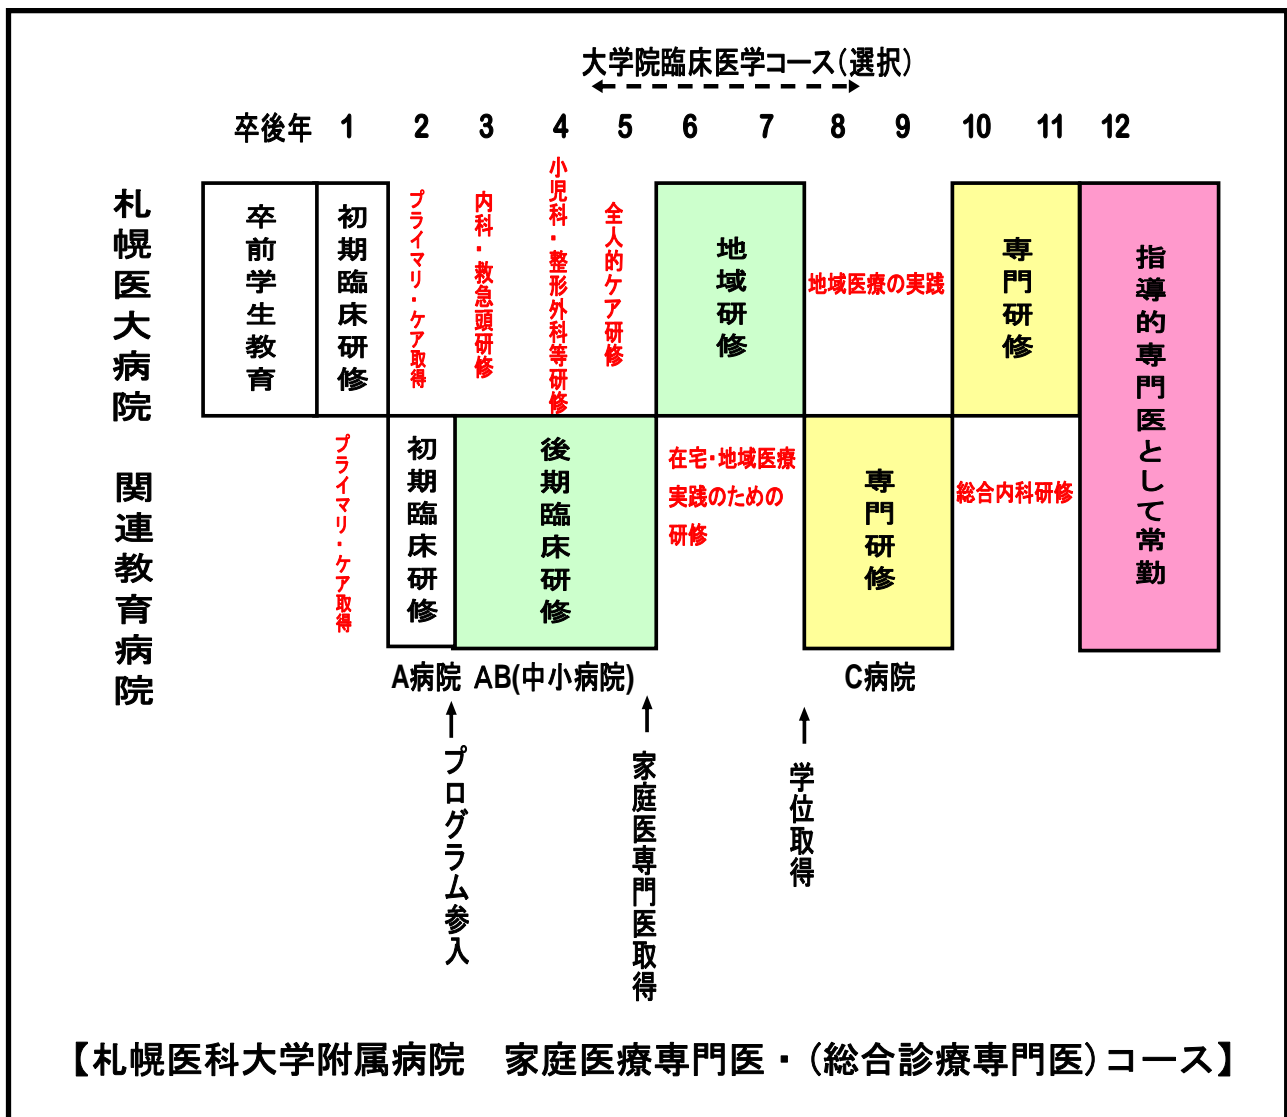 大学院臨床医学コース(選択)
卒後年 1 2 3 4 5 6 7 8 9 10 11 12
札幌医大病院 関連教育病院
卒前学生教育
初期臨床研修
プライマリ・ケア取得
内科・救急頭研修
小児科・整形外科等研修
全人的ケア研修
地域研修
地域医療の実践
専門研修
指導的専門医として常勤
プライマリ・ケア取得
初期臨床研修
後期臨床研修
在宅・地域医療
実践のための
研修
専門研修
総合内科研修
A病院 AB(中小病院) C病院
プログラム参入
家庭医専門医取得
学位取得
【札幌医科大学附属病院 家庭医療専門医・(総合診療専門医)コース】